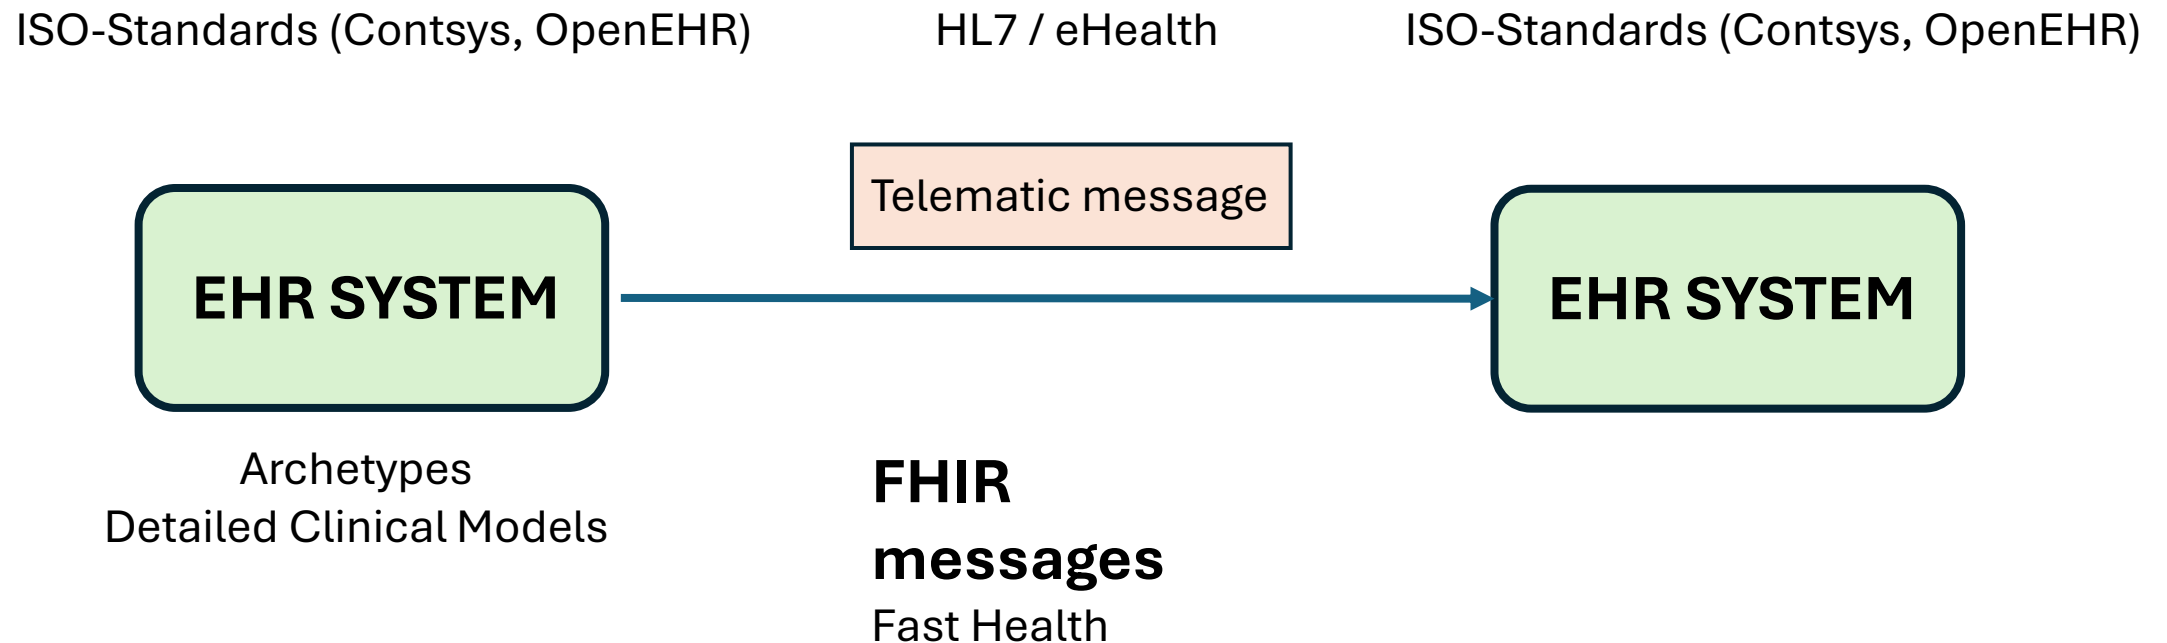 ISO-Standards (Contsys, OpenEHR)
HL7 / eHealth
ISO-Standards (Contsys, OpenEHR)
Telematic message
EHR SYSTEM
EHR SYSTEM
Archetypes
Detailed Clinical Models
FHIR
messages
Fast Health